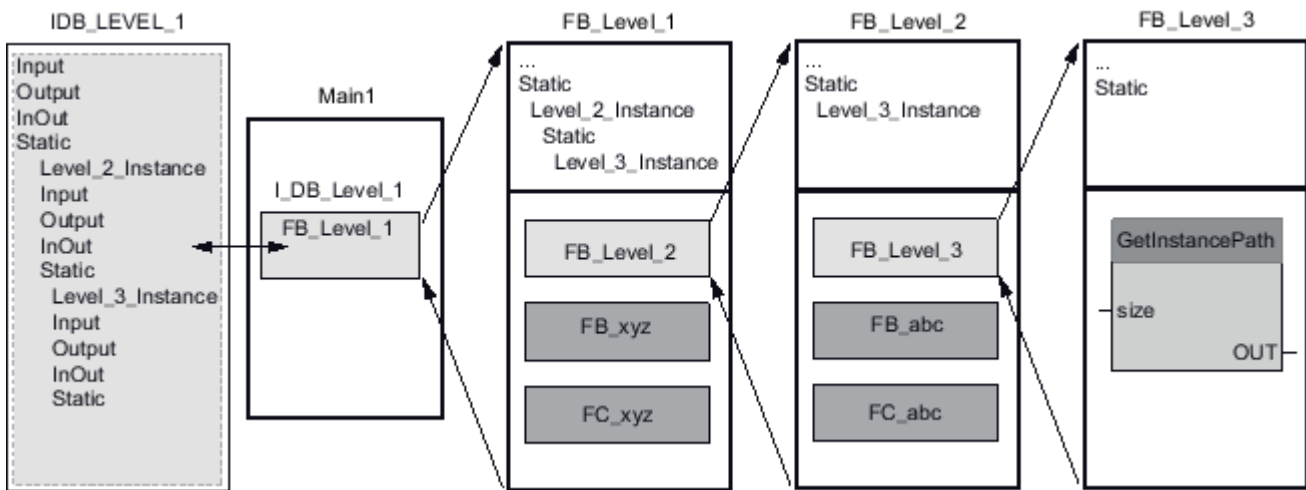 IDB_LEVEL_1
Input
Output
InOut
Static
Level_2_Instance
Input
Output
InOut
Static
Level_3_Instance
Input
Output
InOut
Static
Main1
I_DB_Level_1
FB_Level_1
FB_Level_1
...
Static
Level_2_Instance
Static
Level_3_Instance
FB_Level_2
FB_xyz
FC_xyz
FB_Level_2
...
Static
Level_3_Instance
FB_Level_3
FB_abc
FC_abc
FB_Level_3
...
Static
GetInstancePath
size
OUT